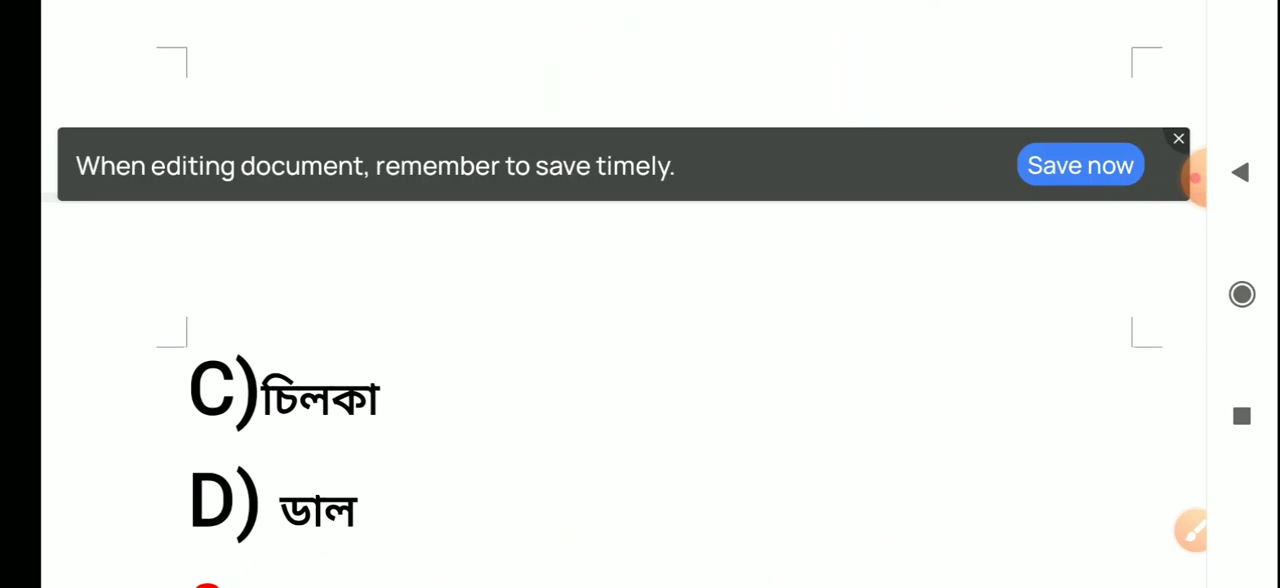 When editing document, remember to save timely.
Save now
C)চিলকা
D) ডাল